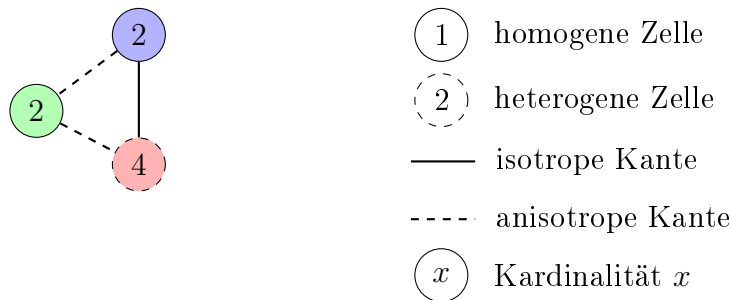 2
2
4
1 homogene Zelle
2 heterogene Zelle
isotrope Kante
anisotrope Kante
x Kardinalität x